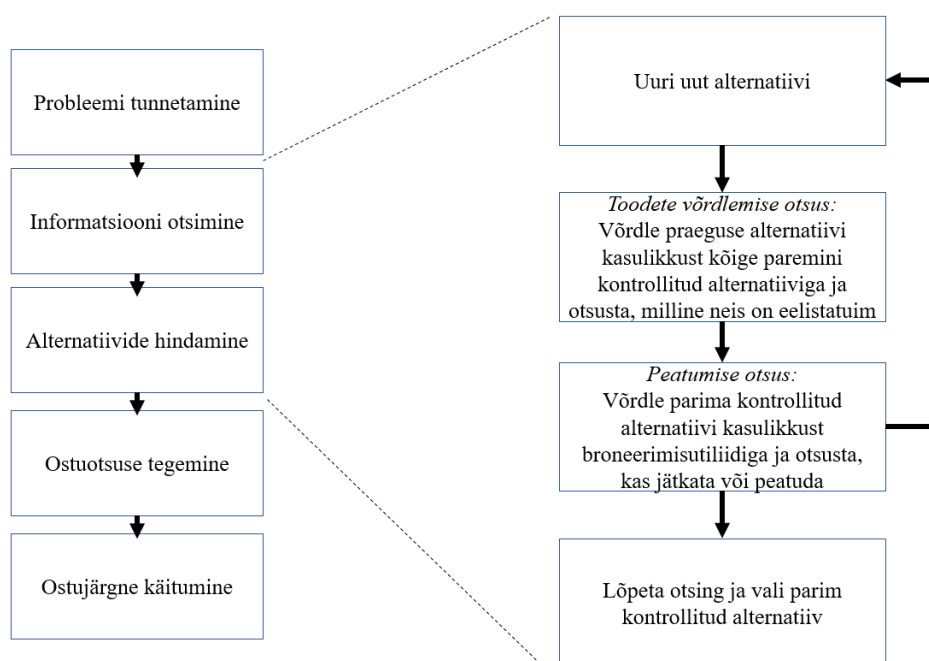 Probleemi tunnetamine
Informatsiooni otsimine
Alternatiivide hindamine
Ostuotsuse tegemine
Ostujärgne käitumine
Uuri uut alternatiivi
Toodete võrdlemise otsus:
Võrdle praeguse alternatiivi
kasulikkust kõige paremini
kontrollitud alternatiiviga ja
otsusta, milline neis on eelistatuim
Peatumise otsus:
Võrdle parima kontrollitud
alternatiivi kasulikkust
broneerimisutiliidiga ja otsusta,
kas jätkata või peatuda
Lõpeta otsing ja vali parim
kontrollitud alternatiiv